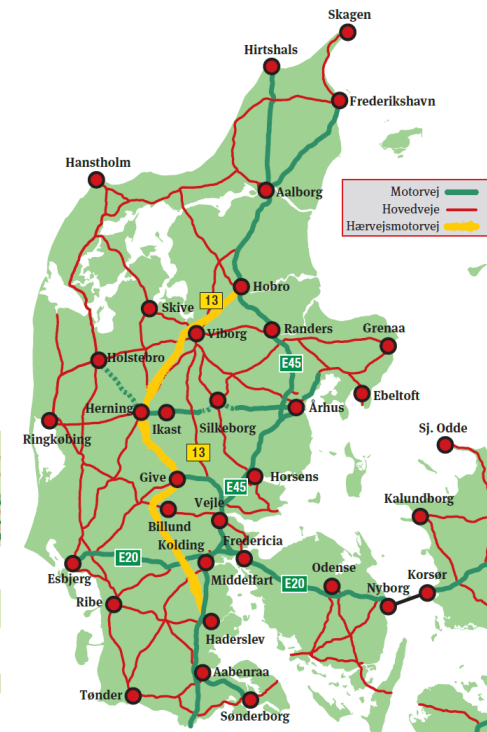 Skagen
Hirtshals
Frederikshavn
Hanstholm
Aalborg
Motorvej
Hovedveje
Hærvejsmotorvej
Hobro
13
Skive
Randers
Grenaa
Viborg
Holstebro
E45
Ebeltoft
Herning
Århus
Ikast
Silkeborg
Ringkøbing
Sj. Odde
13
Give
E45
Horsens
Vejle
Kalundborg
Billund
Kolding
Fredericia
E20
Middelfart
E20
Odense
Nyborg
Korsør
Esbjerg
Ribe
Haderslev
Aabenraa
Tønder
Sønderborg